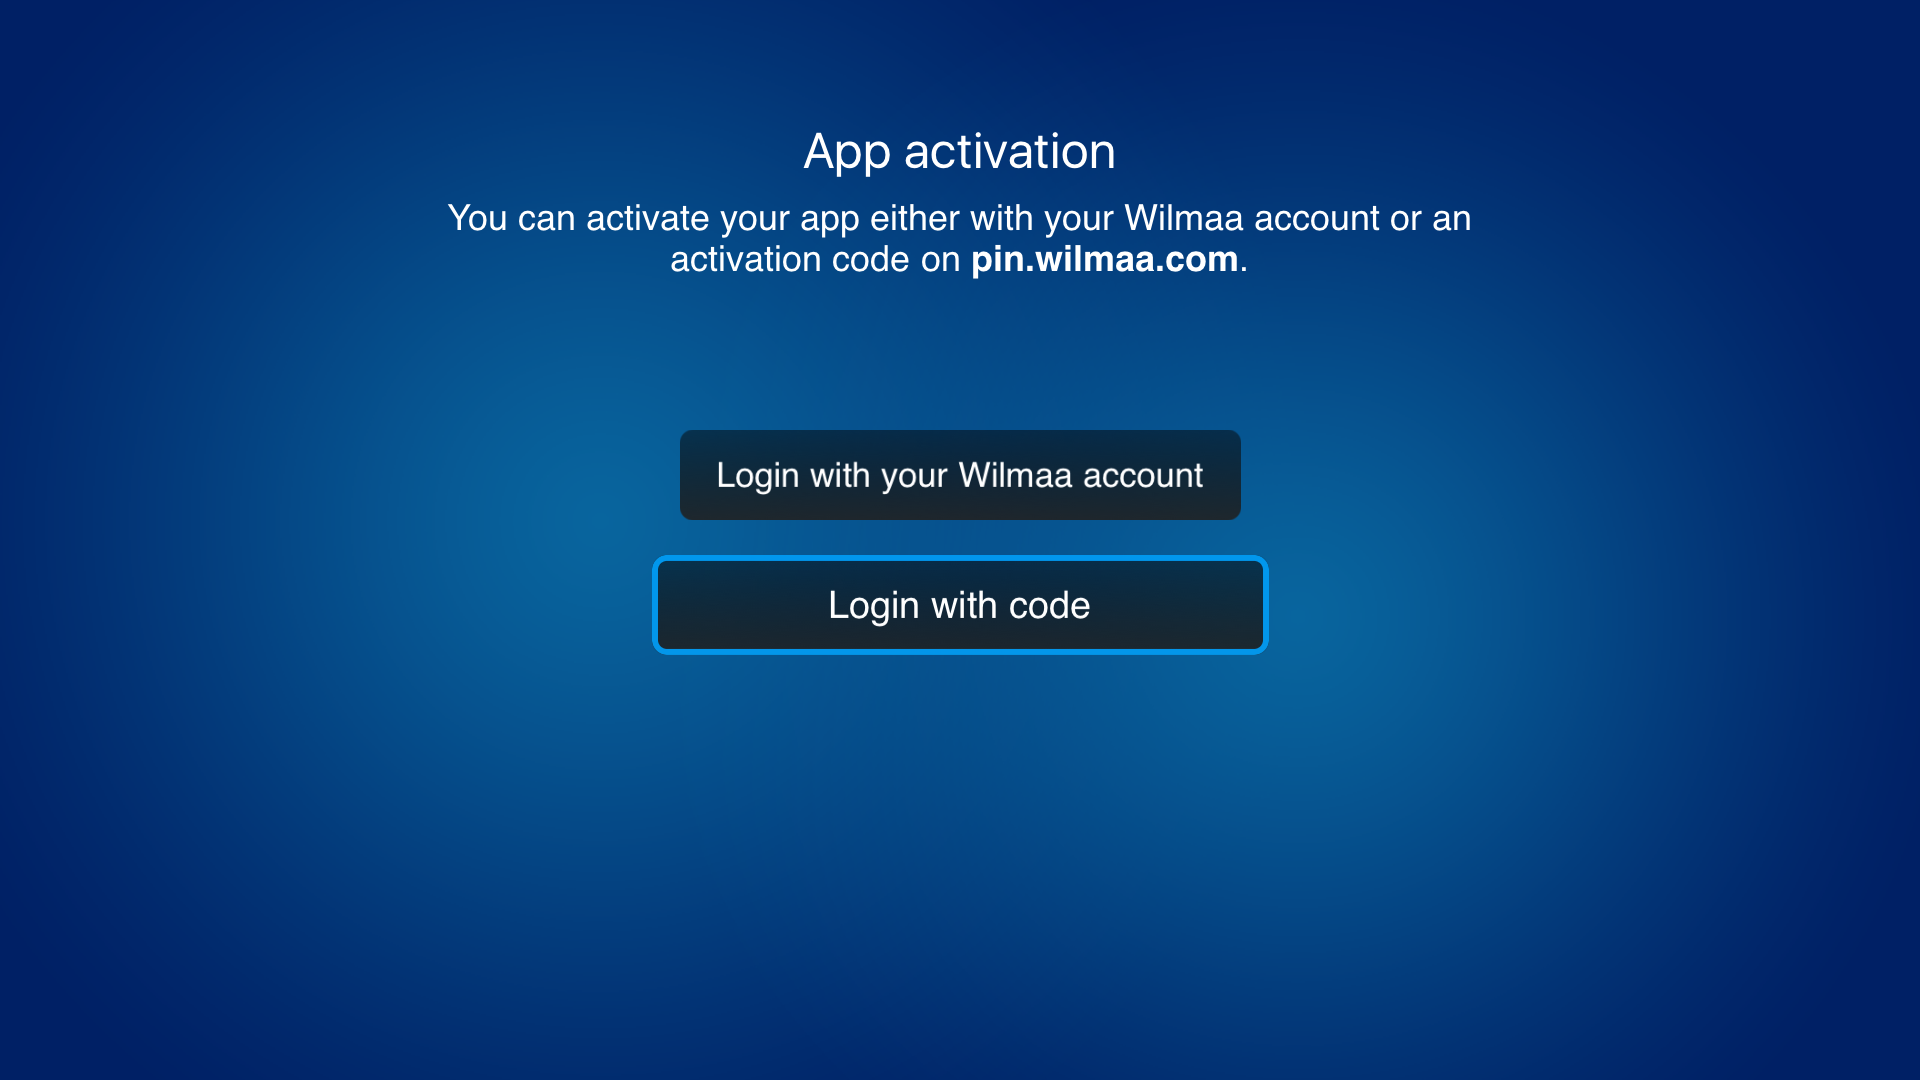 App activation
You can activate your app either with your Wilmaa account or an
activation code on pin.wilmaa.com.
Login with your Wilmaa account
Login with code